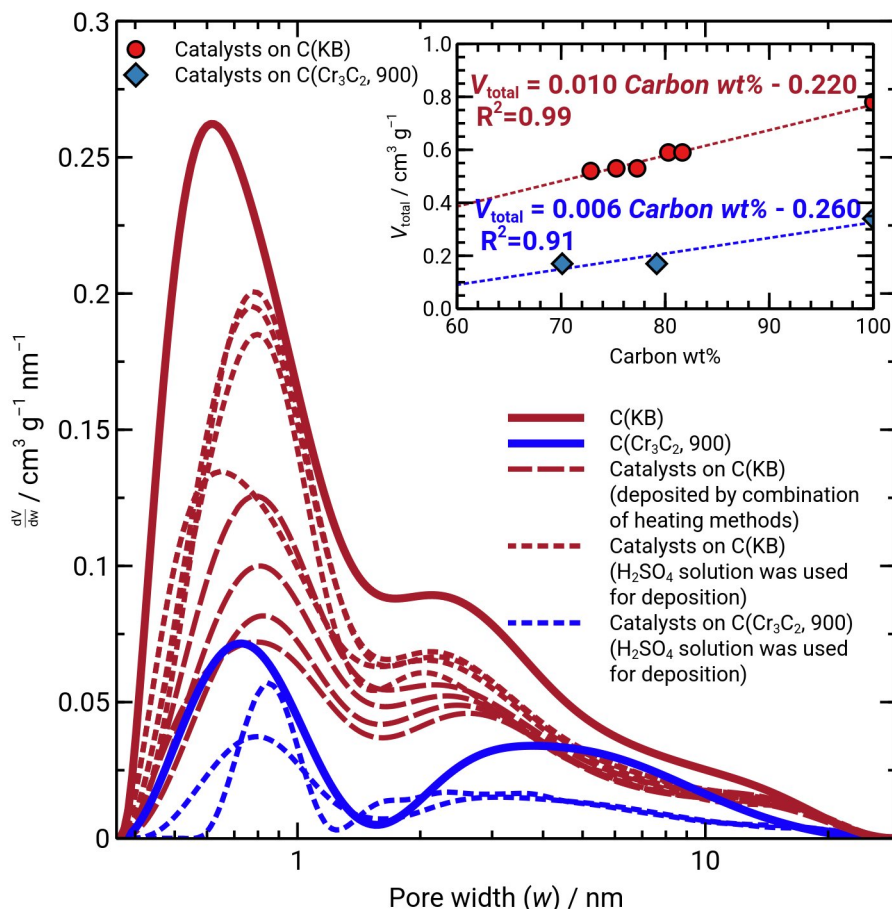 0.3
0.25
0.2
0.15
0.1
0.05
0
dV/dw / cm³ g⁻¹ nm⁻¹
1
10
Pore width (w) / nm
Catalysts on C(KB)
Catalysts on C(Cr₃C₂, 900)
1.0
0.8
0.6
0.4
0.2
0.0
V_total / cm³ g⁻¹
60
70
80
90
100
Carbon wt%
V_total = 0.010 Carbon wt% - 0.220
R²=0.99
V_total = 0.006 Carbon wt% - 0.260
R²=0.91
C(KB)
C(Cr₃C₂, 900)
Catalysts on C(KB)
(deposited by combination
of heating methods)
Catalysts on C(KB)
(H₂SO₄ solution was used
for deposition)
Catalysts on C(Cr₃C₂, 900)
(H₂SO₄ solution was used
for deposition)